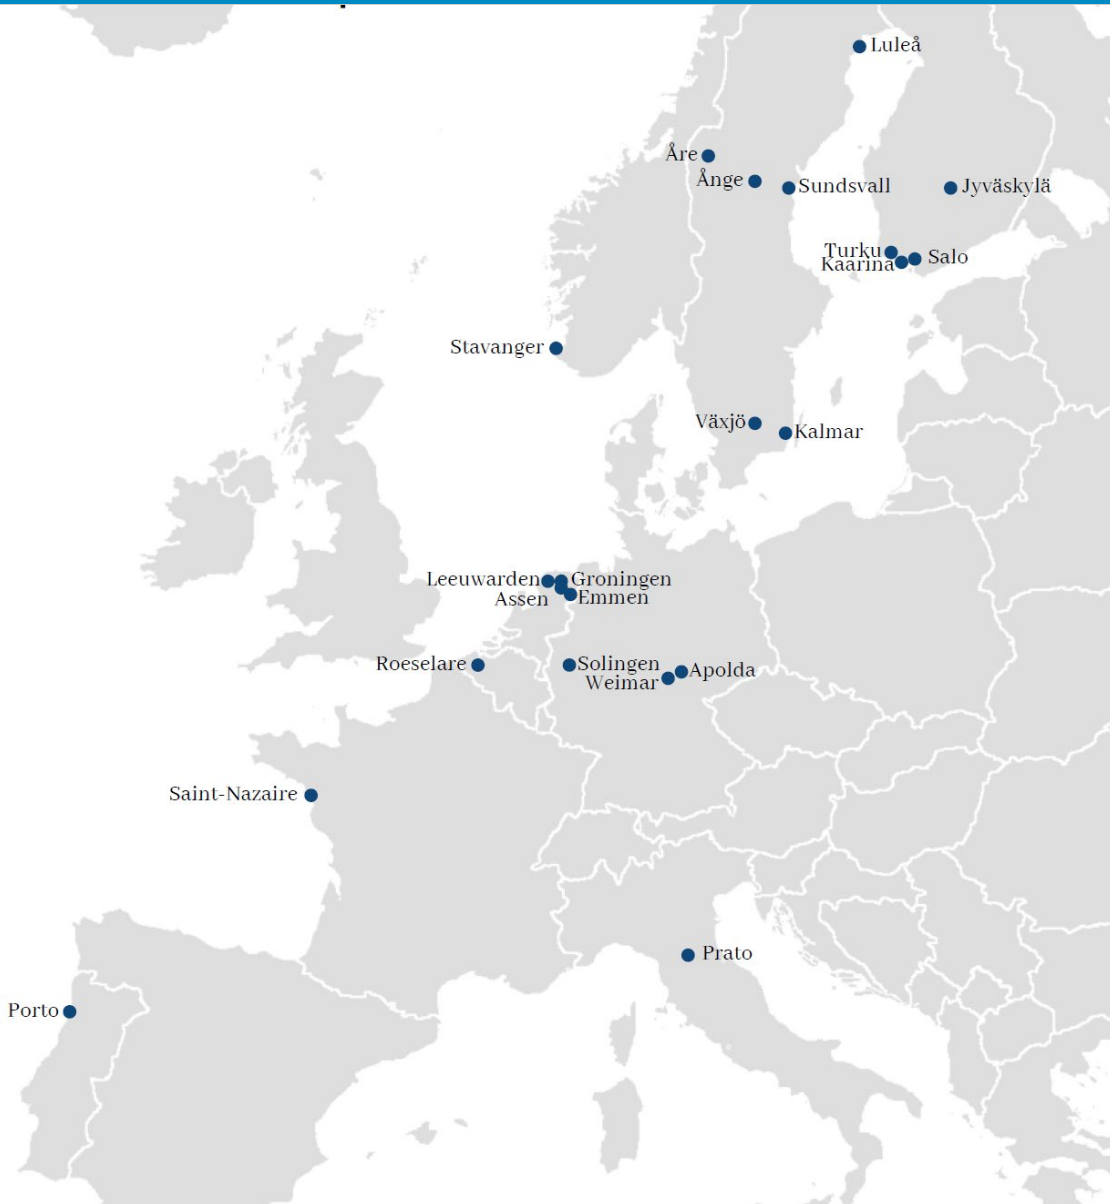 Luleå
Åre
Ånge
Sundsvall
Jyväskylä
Turku
Kaarina
Salo
Stavanger
Växjö
Kalmar
Leeuwarden
Groningen
Assen
Emmen
Roeselare
Solingen
Weimar
Apolda
Saint-Nazaire
Prato
Porto